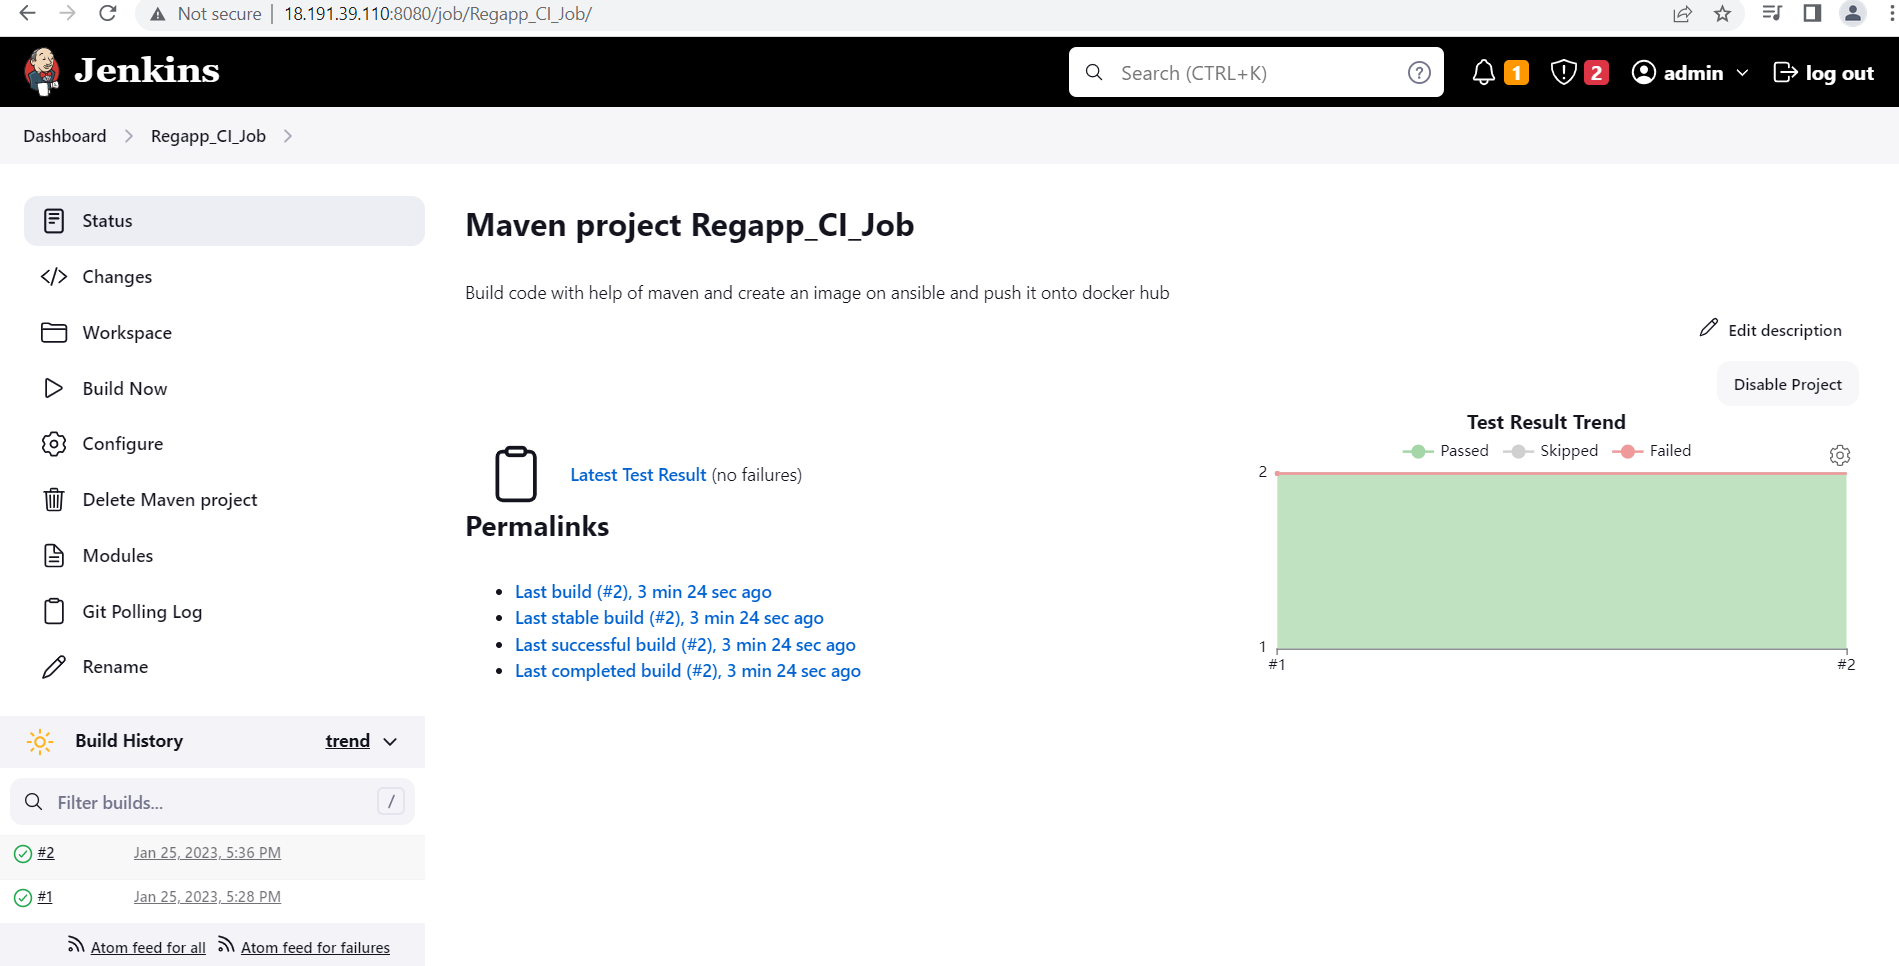 Not secure | 18.191.39.110:8080/job/Regapp_CI_Job/
Jenkins
Search (CTRL+K) ?
1
2
admin
log out
Dashboard
Regapp_CI_Job
Status
Changes
Workspace
Build Now
Configure
Delete Maven project
Modules
Git Polling Log
Rename
Build History
trend
Filter builds...
/
#2 Jan 25, 2023, 5:36 PM
#1 Jan 25, 2023, 5:28 PM
Atom feed for all Atom feed for failures
Maven project Regapp_CI_Job
Build code with help of maven and create an image on ansible and push it onto docker hub
Edit description
Disable Project
Latest Test Result (no failures)
Permalinks
Last build (#2), 3 min 24 sec ago
Last stable build (#2), 3 min 24 sec ago
Last successful build (#2), 3 min 24 sec ago
Last completed build (#2), 3 min 24 sec ago
Test Result Trend
Passed Skipped Failed
2
1
#1 #2